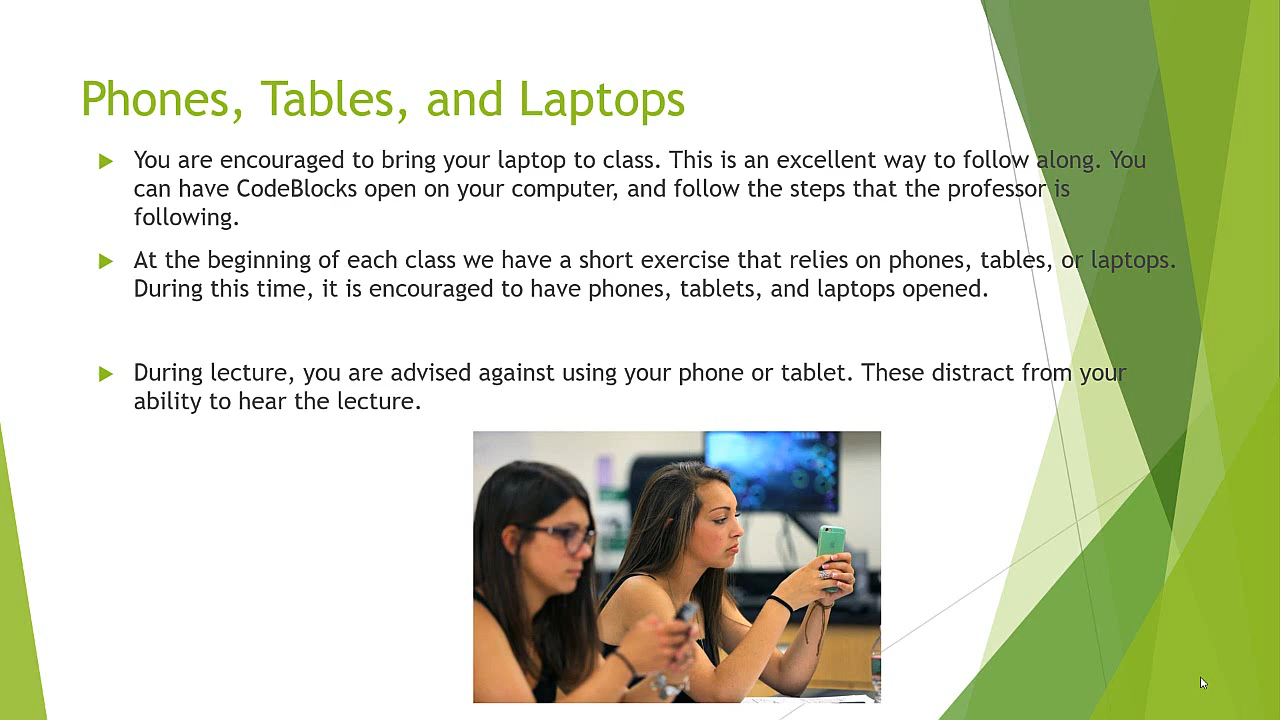 Phones, Tables, and Laptops
You are encouraged to bring your laptop to class. This is an excellent way to follow along. You
can have CodeBlocks open on your computer, and follow the steps that the professor is
following.
At the beginning of each class we have a short exercise that relies on phones, tables, or laptops.
During this time, it is encouraged to have phones, tablets, and laptops opened.
During lecture, you are advised against using your phone or tablet. These distract from your
ability to hear the lecture.